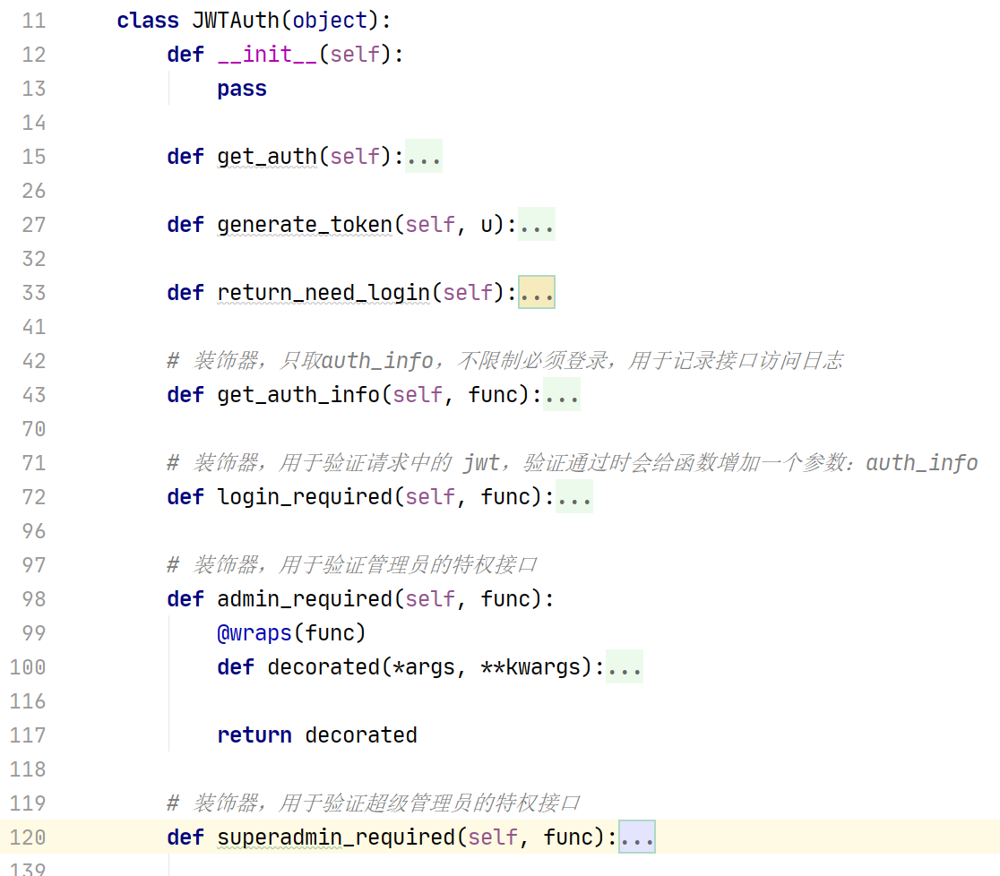 11 class JWTAuth(object):
12 def __init__(self):
13 pass
14
15 def get_auth(self):...
26
27 def generate_token(self, u):...
32
33 def return_need_login(self):...
41
42 # 装饰器，只取auth_info，不限制必须登录，用于记录接口访问日志
43 def get_auth_info(self, func):...
70
71 # 装饰器，用于验证请求中的 jwt，验证通过时会给函数增加一个参数：auth_info
72 def login_required(self, func):...
96
97 # 装饰器，用于验证管理员的特权接口
98 def admin_required(self, func):
99 @wraps(func)
100 def decorated(*args, **kwargs):...
116
117 return decorated
118
119 # 装饰器，用于验证超级管理员的特权接口
120 def superadmin_required(self, func):...
139